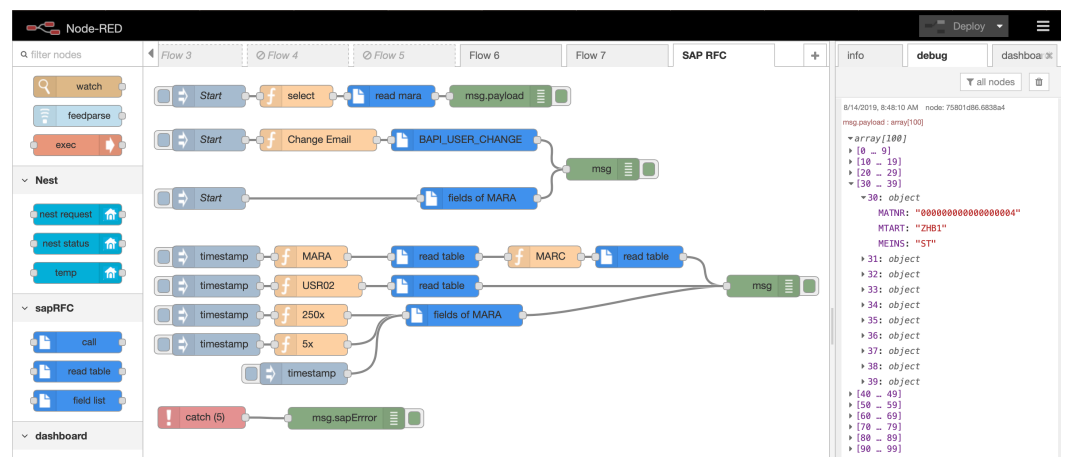 Node-RED
Deploy
filter nodes
Flow 3
Flow 4
Flow 5
Flow 6
Flow 7
SAP RFC
+
info
debug
dashboa
watch
feedparse
exec
Nest
nest request
nest status
temp
sapRFC
call
read table
field list
dashboard
Start
select
read mara
msg.payload
Start
Change Email
BAPI_USER_CHANGE
msg
Start
fields of MARA
timestamp
MARA
read table
MARC
read table
timestamp
USR02
read table
msg
timestamp
250x
fields of MARA
timestamp
5x
timestamp
catch (5)
msg.sapErrror
all nodes
8/14/2019, 8:48:10 AM node: 75801d86.6838a4
msg.payload : array[100]
array[100]
[0 … 9]
[10 … 19]
[20 … 29]
[30 … 39]
30: object
MATNR: "000000000000000004"
MTART: "ZHB1"
MEINS: "ST"
31: object
32: object
33: object
34: object
35: object
36: object
37: object
38: object
39: object
[40 … 49]
[50 … 59]
[60 … 69]
[70 … 79]
[80 … 89]
[90 … 99]